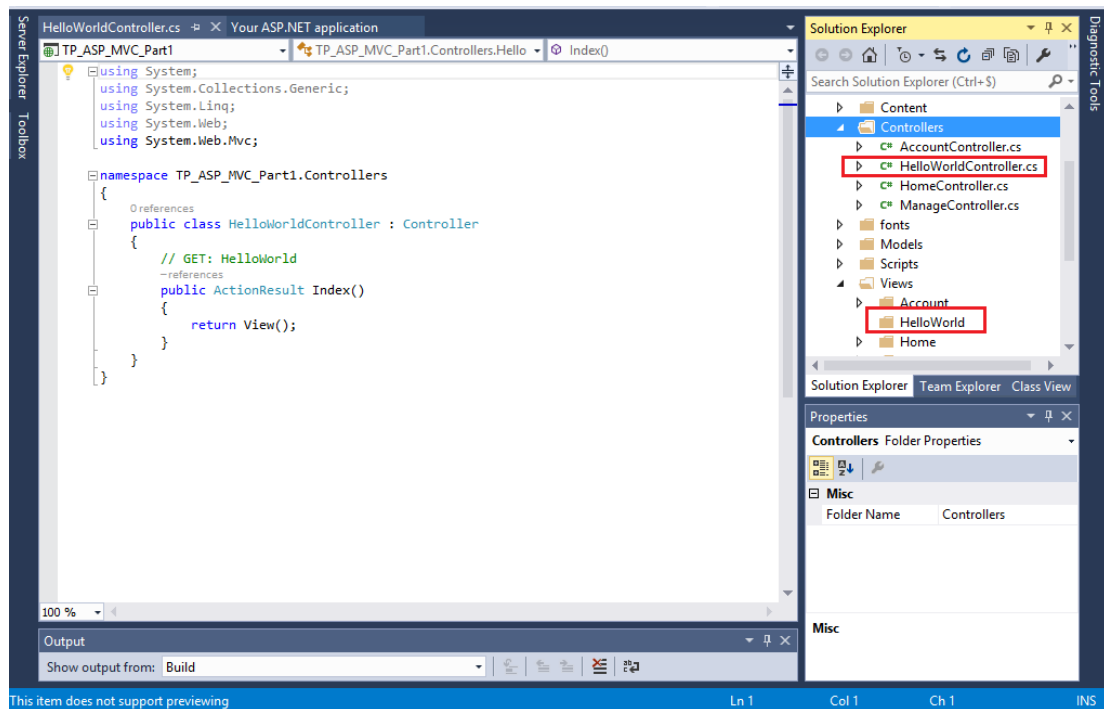 Server Explorer
Toolbox
HelloWorldController.cs Your ASP.NET application
TP_ASP_MVC_Part1 TP_ASP_MVC_Part1.Controllers.Hello Index()
using System;
using System.Collections.Generic;
using System.Linq;
using System.Web;
using System.Web.Mvc;
namespace TP_ASP_MVC_Part1.Controllers
{
0 references
public class HelloWorldController : Controller
{
// GET: HelloWorld
- references
public ActionResult Index()
{
return View();
}
}
}
100 %
Output
Show output from: Build
Solution Explorer
Search Solution Explorer (Ctrl+$)
Content
Controllers
C# AccountController.cs
C# HelloWorldController.cs
C# HomeController.cs
C# ManageController.cs
fonts
Models
Scripts
Views
Account
HelloWorld
Home
Solution Explorer Team Explorer Class View
Properties
Controllers Folder Properties
Misc
Folder Name Controllers
Misc
Diagnostic Tools
This item does not support previewing Ln 1 Col 1 Ch 1 INS